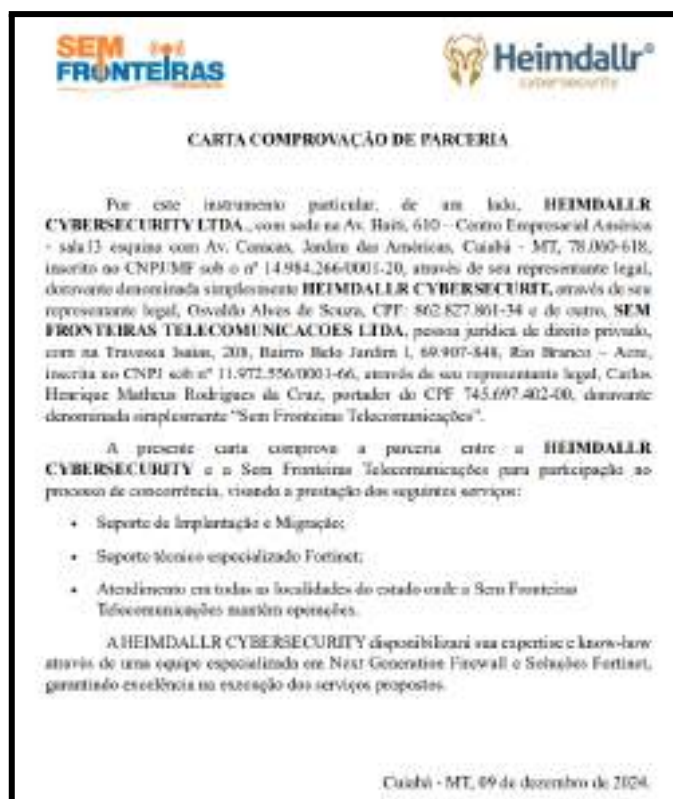 SEM
FRONTEIRAS
Heimdallr®
cybersecurity
CARTA COMPROVAÇÃO DE PARCERIA
Por este instrumento particular, de um lado, HEIMDALLR
CYBERSECURITY LTDA., com sede na Av. Haiti, 610 – Centro Empresarial América
- sala13 esquina com Av. Caracas, Jardim das Américas, Cuiabá - MT, 78.060-618,
inscrito no CNPJ/MF sob o nº 14.984.266/0001-20, através de seu representante legal,
doravante denominada simplesmente HEIMDALLR CYBERSECURIT, através de seu
representante legal, Osvaldo Alves de Souza, CPF: 862.827.861-34 e de outro, SEM
FRONTEIRAS TELECOMUNICACOES LTDA, pessoa jurídica de direito privado,
com na Travessa Isaias, 208, Bairro Belo Jardim I, 69.907-848, Rio Branco – Acre,
inscrita no CNPJ sob nº 11.972.556/0001-66, através de seu representante legal, Carlos
Henrique Matheus Rodrigues da Cruz, portador do CPF 745.697.402-00, doravante
denominada simplesmente "Sem Fronteiras Telecomunicações".
A presente carta comprova a parceria entre a HEIMDALLR
CYBERSECURITY e a Sem Fronteiras Telecomunicações para participação no
processo de concorrência, visando a prestação dos seguintes serviços:
• Suporte de Implantação e Migração;
• Suporte técnico especializado Fortinet;
• Atendimento em todas as localidades do estado onde a Sem Fronteiras
Telecomunicações mantêm operações.
A HEIMDALLR CYBERSECURITY disponibilizará sua expertise e know-how
através de uma equipe especializada em Next Generation Firewall e Soluções Fortinet,
garantindo excelência na execução dos serviços propostos.
Cuiabá - MT, 09 de dezembro de 2024.